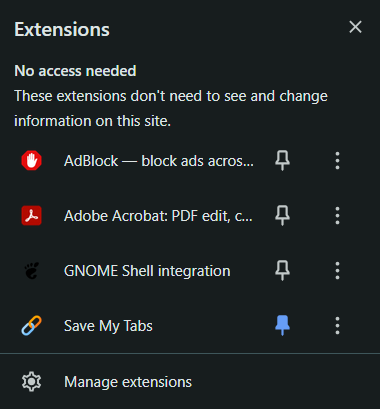 Extensions
No access needed
These extensions don't need to see and change
information on this site.
AdBlock — block ads acros...
Adobe Acrobat: PDF edit, c...
GNOME Shell integration
Save My Tabs
Manage extensions